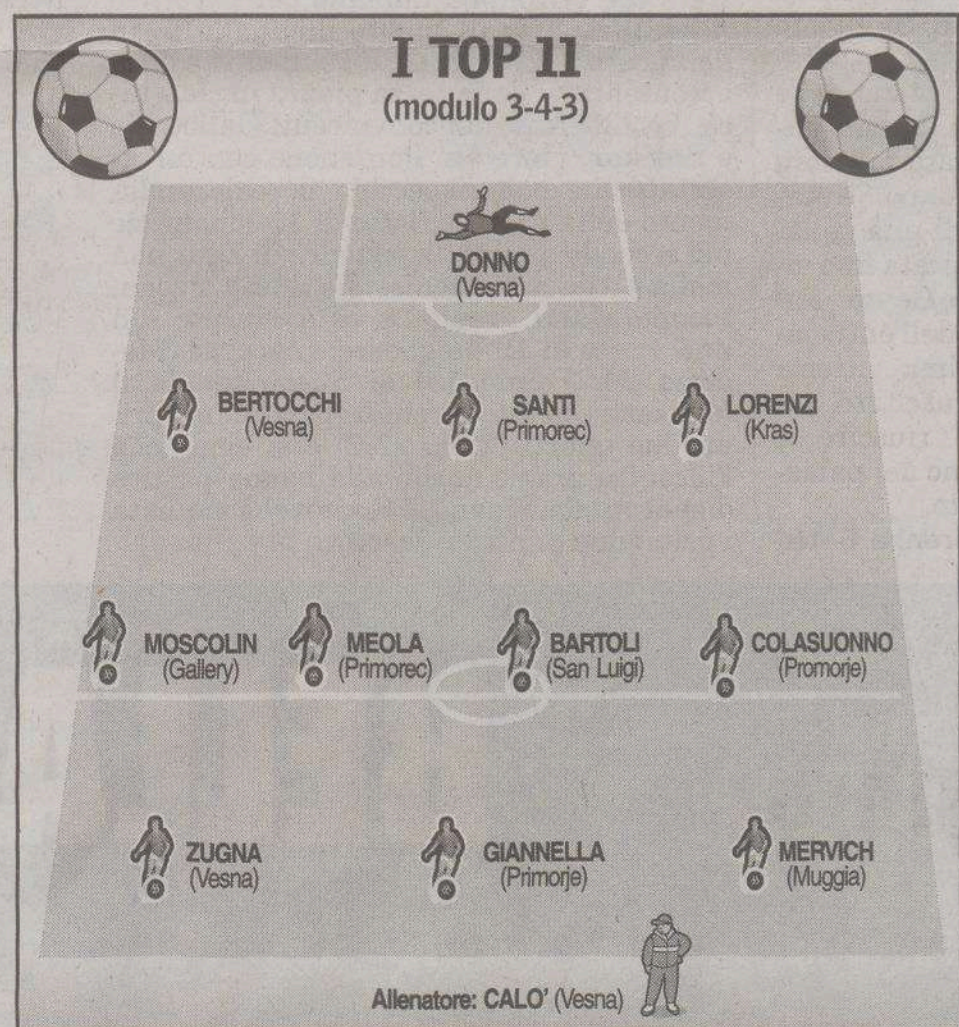 I TOP 11
(modulo 3-4-3)
DONNO
(Vesna)
BERTOCCHI
(Vesna)
SANTI
(Primorec)
LORENZI
(Kras)
MOSCOLIN
(Gallery)
MEOLA
(Primorec)
BARTOLI
(San Luigi)
COLASUONNO
(Promorje)
ZUGNA
(Vesna)
GIANNELLA
(Primorje)
MERVICH
(Muggia)
Allenatore: CALO' (Vesna)